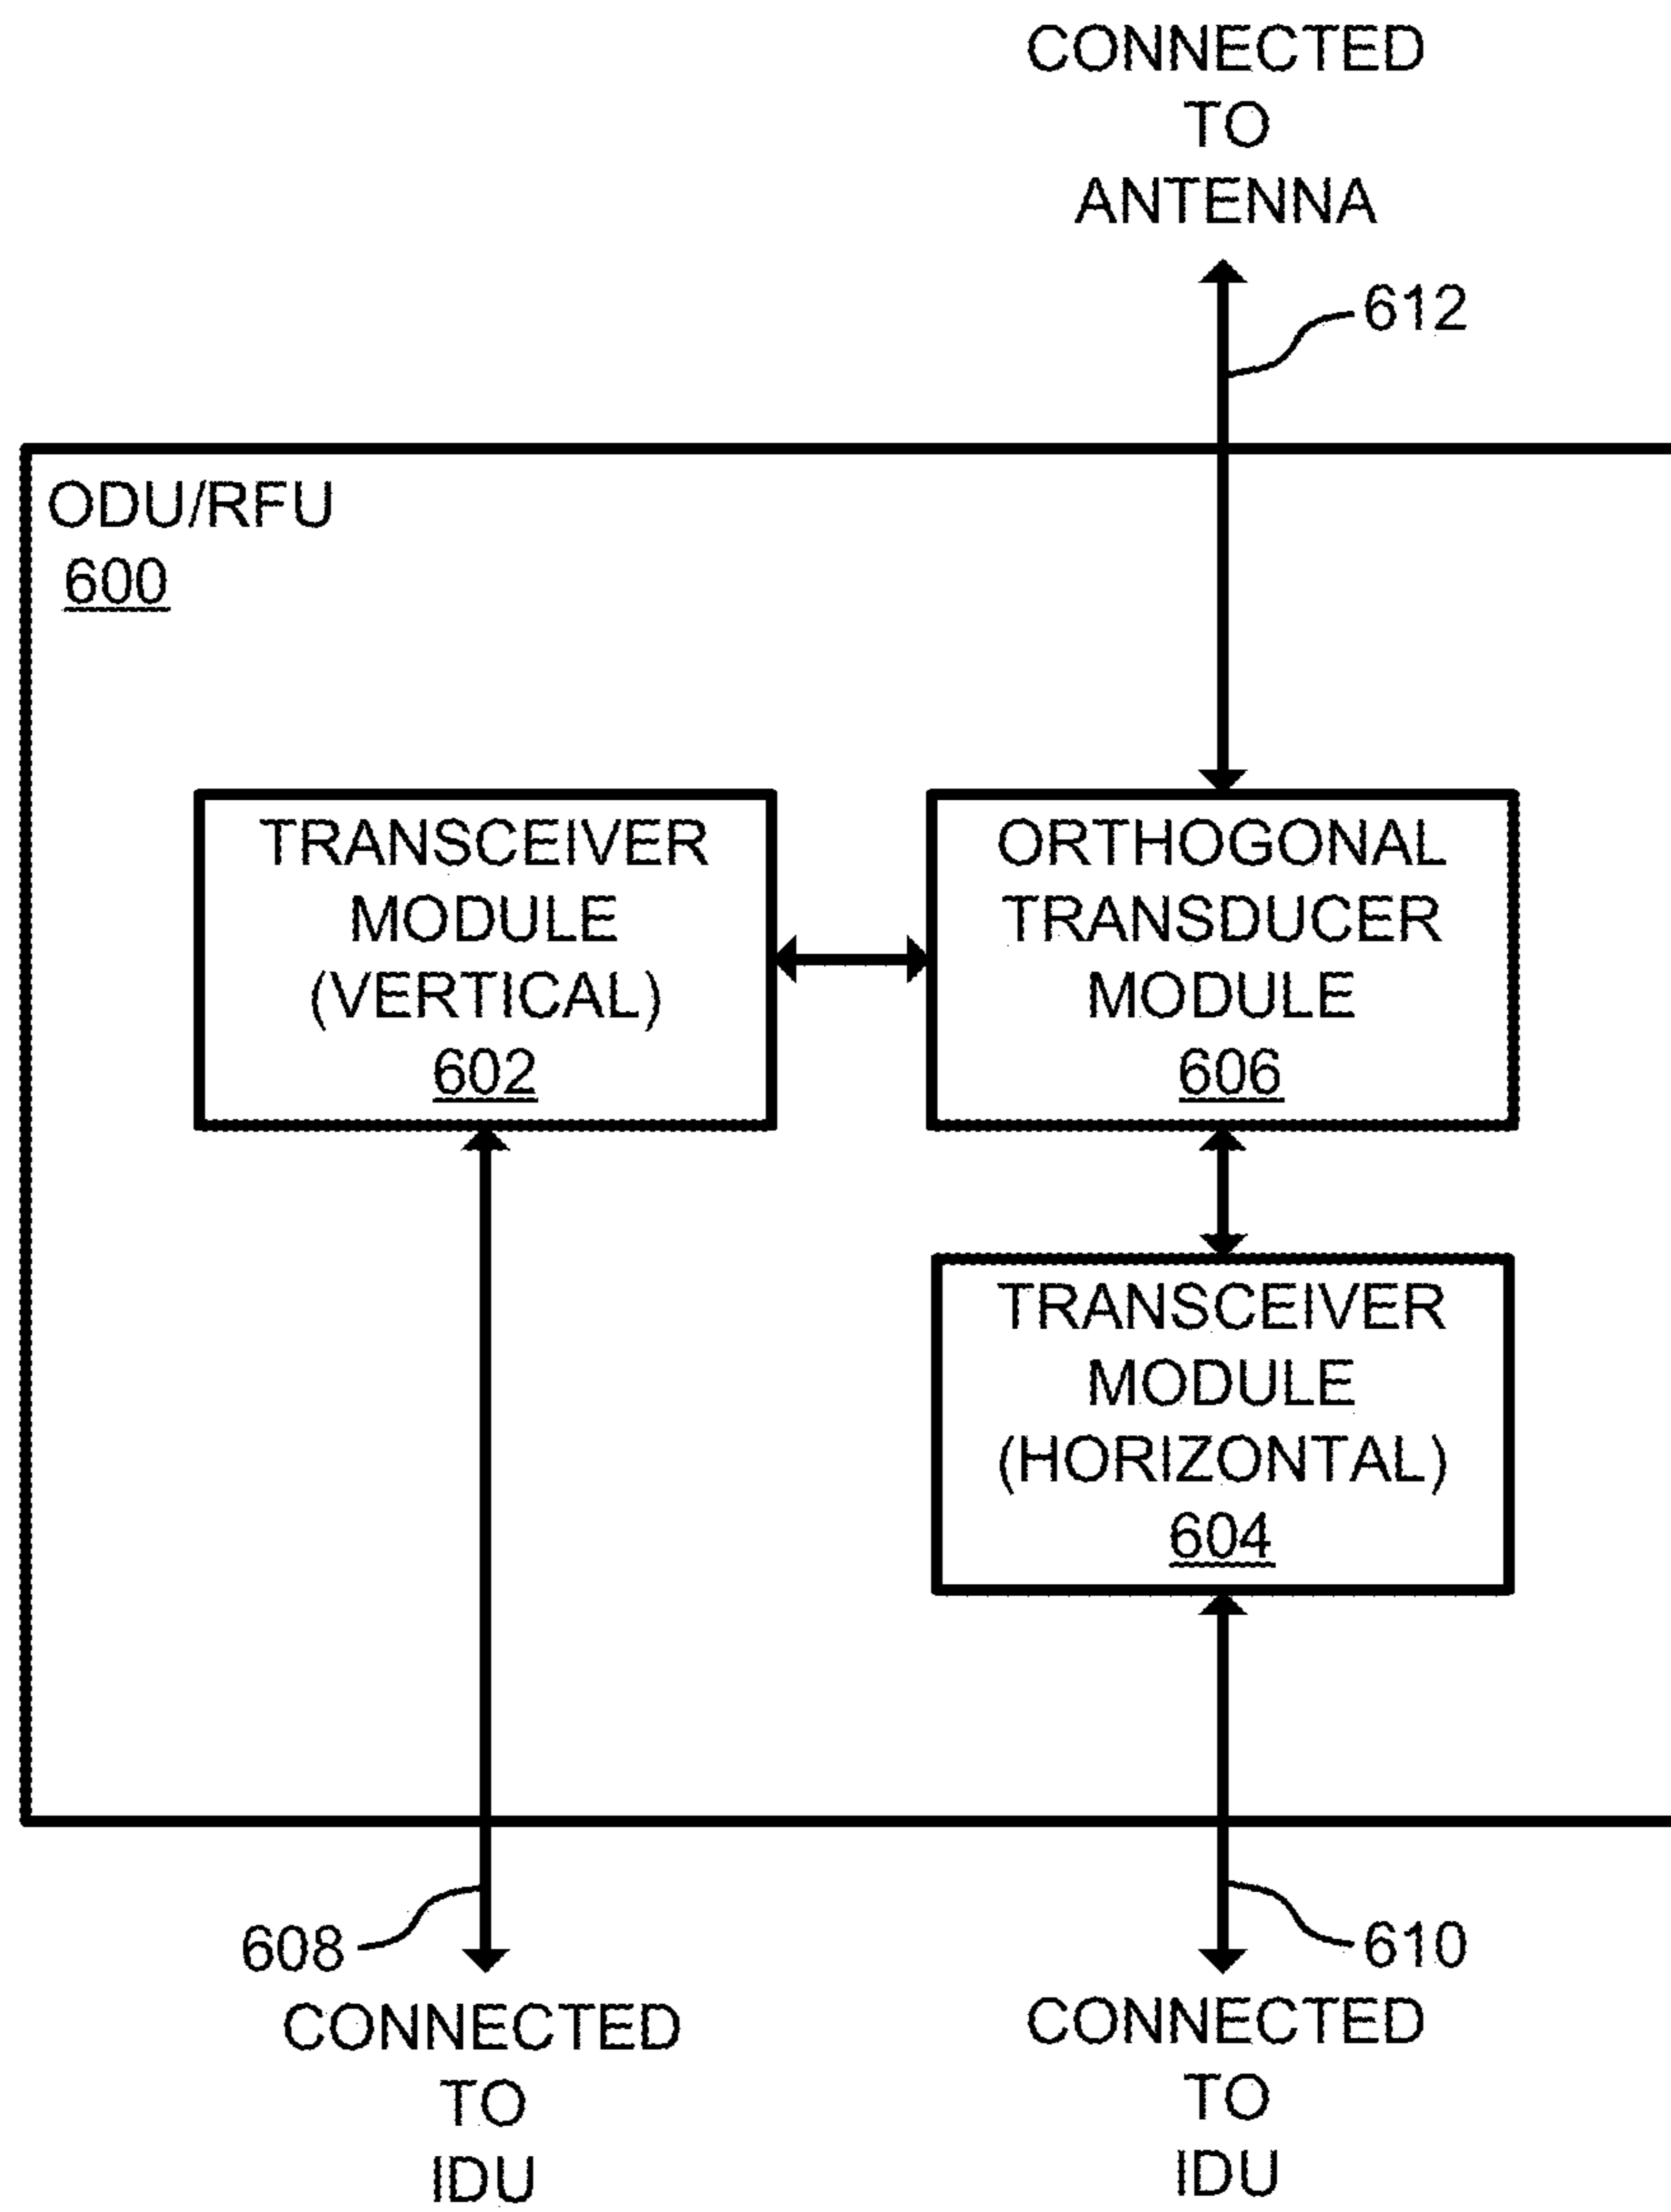 CONNECTED
TO
ANTENNA
612
ODU/RFU
600
TRANSCEIVER
MODULE
(VERTICAL)
602
ORTHOGONAL
TRANSDUCER
MODULE
606
TRANSCEIVER
MODULE
(HORIZONTAL)
604
608
CONNECTED
TO
IDU
610
CONNECTED
TO
IDU